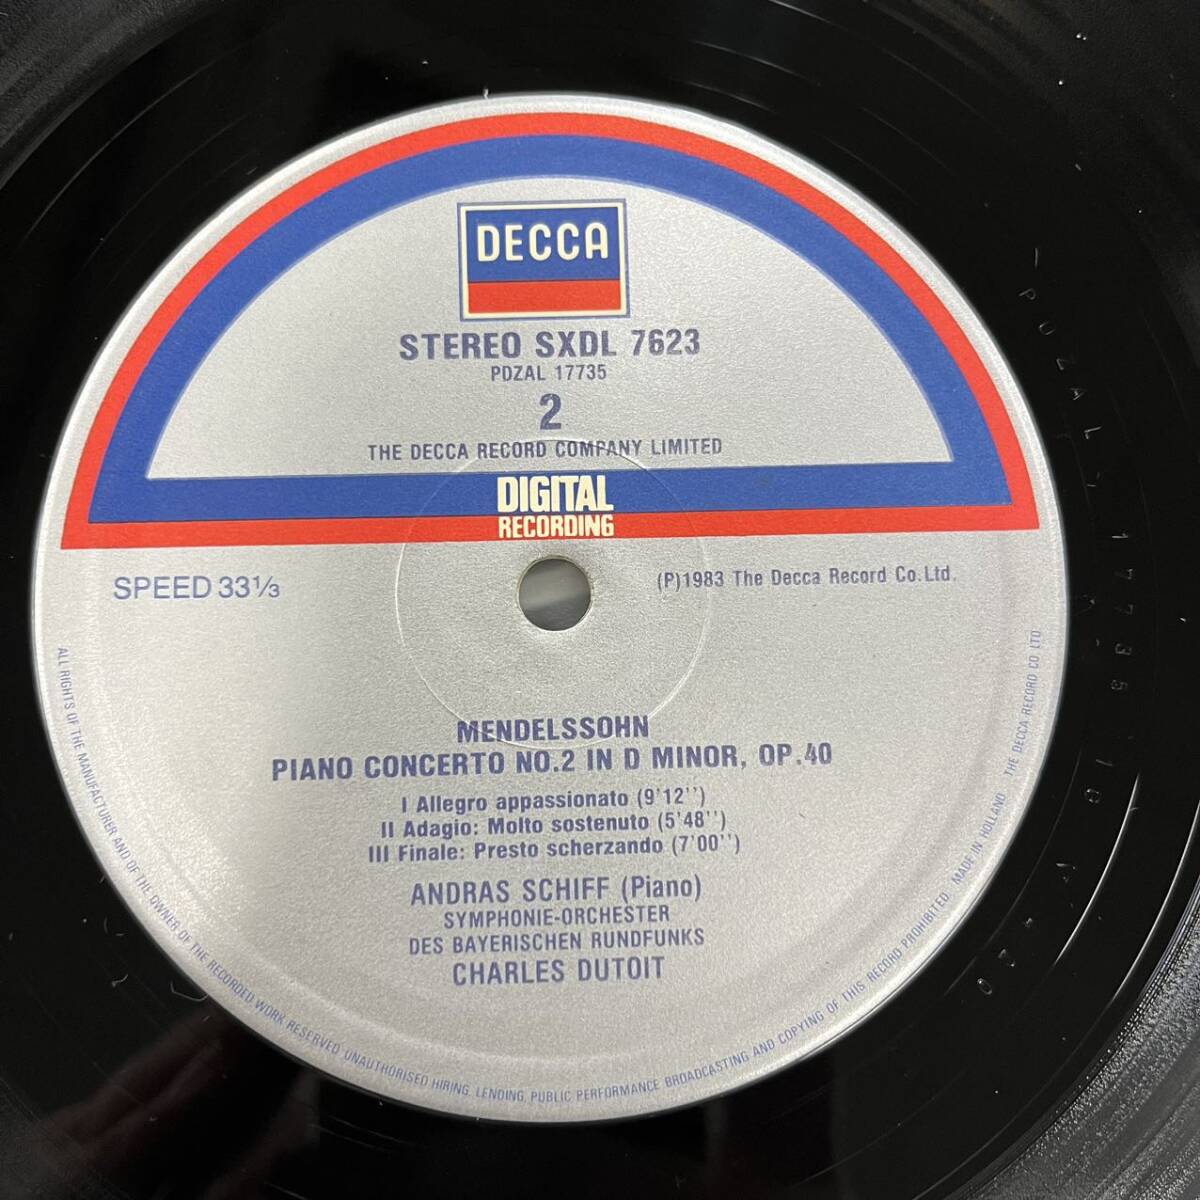 DECCA
STEREO SXDL 7623
PDZAL 17735
2
THE DECCA RECORD COMPANY LIMITED
DIGITAL
RECORDING
SPEED 33⅓
(P)1983 The Decca Record Co.Ltd.
MENDELSSOHN
PIANO CONCERTO NO.2 IN D MINOR, OP.40
I Allegro appassionato (9'12'')
II Adagio: Molto sostenuto (5'48'')
III Finale: Presto scherzando (7'00'')
ANDRAS SCHIFF (Piano)
SYMPHONIE-ORCHESTER
DES BAYERISCHEN RUNDFUNKS
CHARLES DUTOIT
ALL RIGHTS OF THE MANUFACTURER AND OF THE OWNER OF THE RECORDED WORK RESERVED. UNAUTHORISED HIRING, LENDING, PUBLIC PERFORMANCE BROADCASTING AND COPYING OF THIS RECORD PROHIBITED. MADE IN HOLLAND THE DECCA RECORD CO LTD